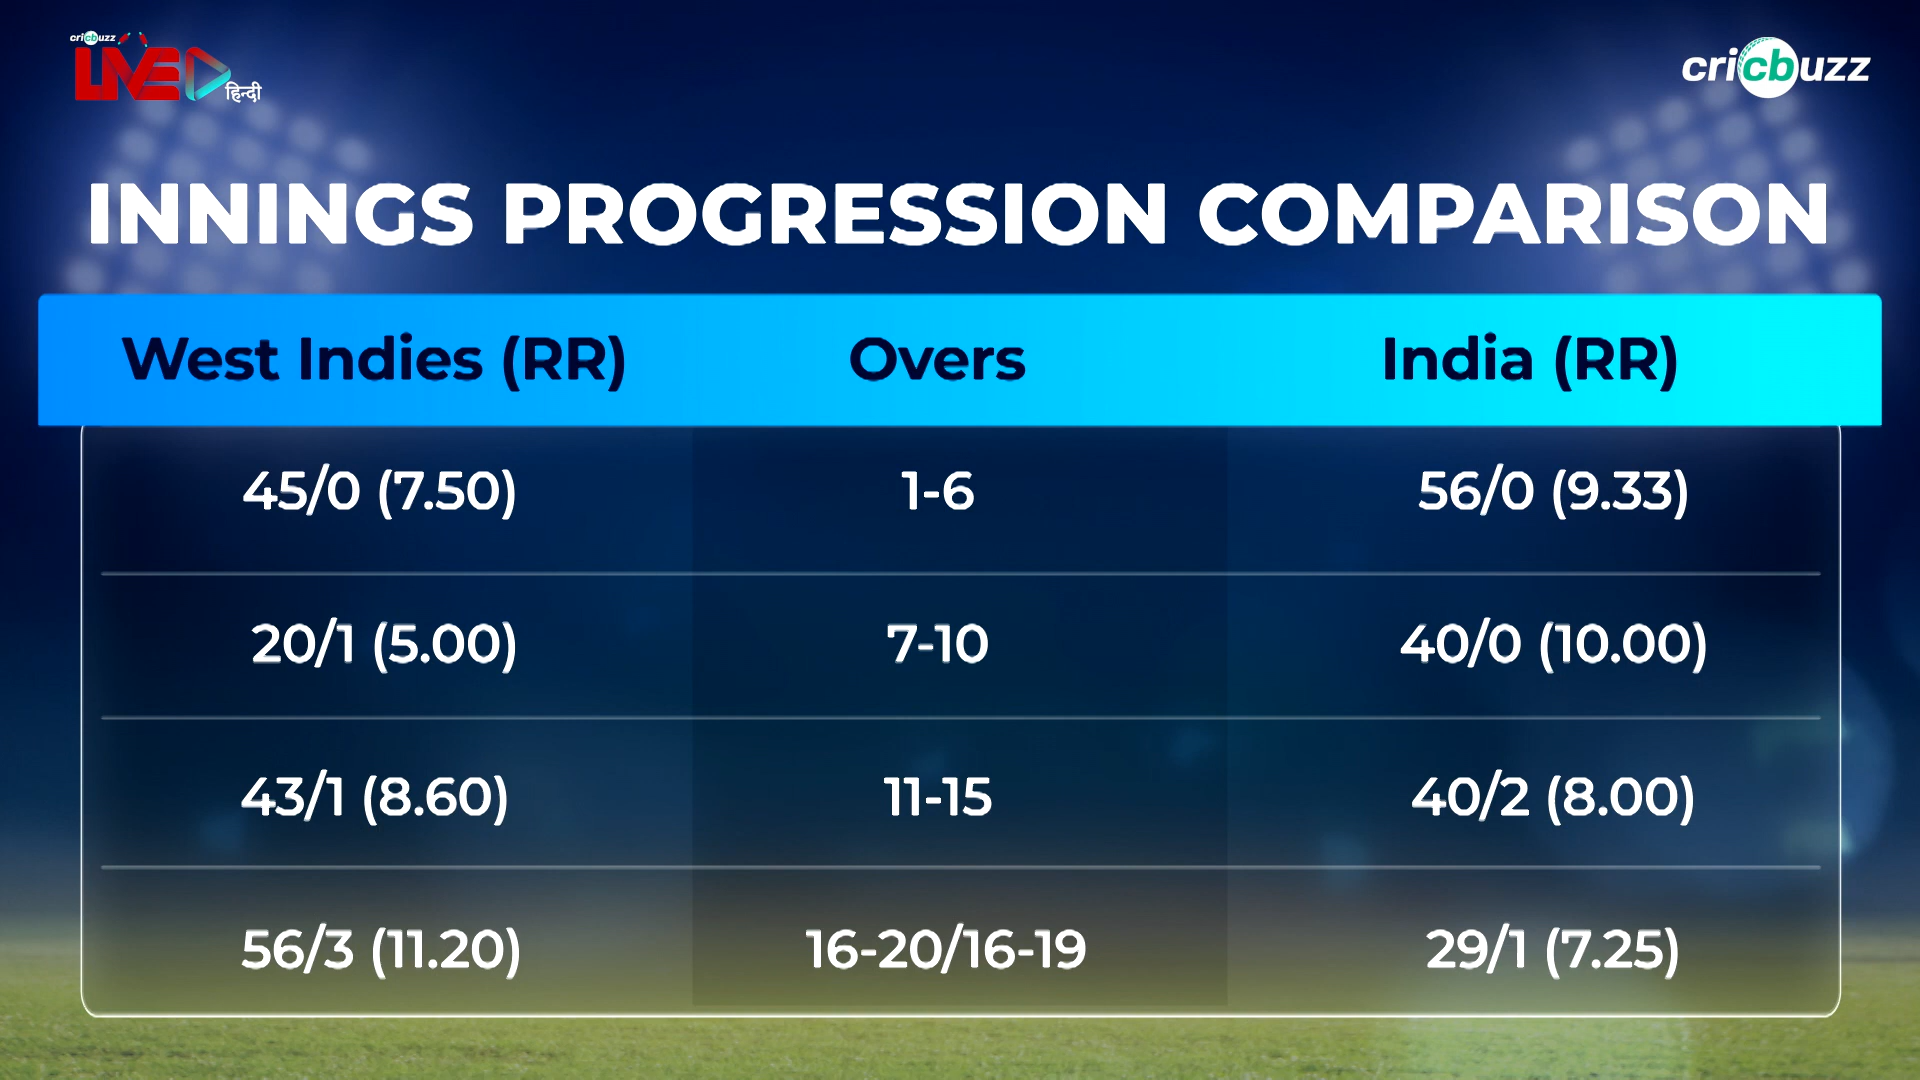 cricbuzz
LIVE हिन्दी
cricbuzz
INNINGS PROGRESSION COMPARISON
West Indies (RR) Overs India (RR)
45/0 (7.50) 1-6 56/0 (9.33)
20/1 (5.00) 7-10 40/0 (10.00)
43/1 (8.60) 11-15 40/2 (8.00)
56/3 (11.20) 16-20/16-19 29/1 (7.25)